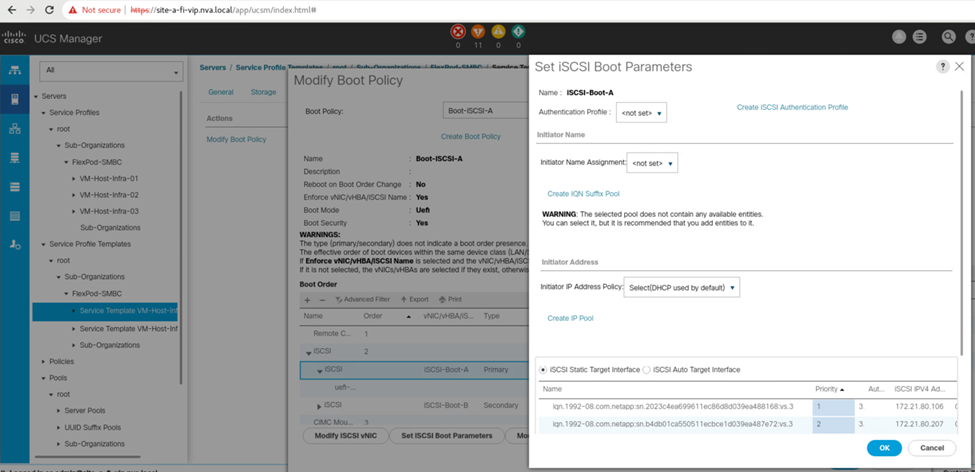 Not secure https://site-a-fi-vip.nva.local/app/ucsm/index.html#
CISCO UCS Manager
0 11 0 0
All
Servers
Service Profiles
root
Sub-Organizations
FlexPod-SMBC
VM-Host-Infra-01
VM-Host-Infra-02
VM-Host-Infra-03
Sub-Organizations
Service Profile Templates
root
Sub-Organizations
FlexPod-SMBC
Service Template VM-Host-Inf
Service Template VM-Host-Inf
Sub-Organizations
Policies
Pools
root
Server Pools
UUID Suffix Pools
Sub-Organizations
General Storage
Actions
Modify Boot Policy
Modify Boot Policy
Boot Policy: Boot-iSCSI-A
Create Boot Policy
Name : Boot-iSCSI-A
Description :
Reboot on Boot Order Change : No
Enforce vNIC/vHBA/iSCSI Name : Yes
Boot Mode : Uefi
Boot Security : Yes
WARNINGS:
The type (primary/secondary) does not indicate a boot order presence.
The effective order of boot devices within the same device class (LAN/
If Enforce vNIC/vHBA/iSCSI Name is selected and the vNIC/vHBA/iSC
If it is not selected, the vNICs/vHBAs are selected if they exist, otherwis
Boot Order
+ − Advanced Filter Export Print
Name Order vNIC/vHBA/iS... Type
Remote C... 1
iSCSI 2
iSCSI iSCSI-Boot-A Primary
uefi-...
iSCSI iSCSI-Boot-B Secondary
CIMC Mou...
Modify iSCSI vNIC Set iSCSI Boot Parameters
Set iSCSI Boot Parameters
? ×
Name : iSCSI-Boot-A
Authentication Profile : <not set> Create iSCSI Authentication Profile
Initiator Name
Initiator Name Assignment: <not set>
Create IQN Suffix Pool
WARNING: The selected pool does not contain any available entities.
You can select it, but it is recommended that you add entities to it.
Initiator Address
Initiator IP Address Policy: Select(DHCP used by default)
Create IP Pool
iSCSI Static Target Interface iSCSI Auto Target Interface
Name Priority Aut... iSCSI IPV4 Ad...
iqn.1992-08.com.netapp:sn.2023c4ea699611ec86d8d039ea488168:vs.3 1 3 172.21.80.106
iqn.1992-08.com.netapp:sn.b4db01ca550511ecbce1d039ea487e72:vs.3 2 3 172.21.80.207
OK Cancel